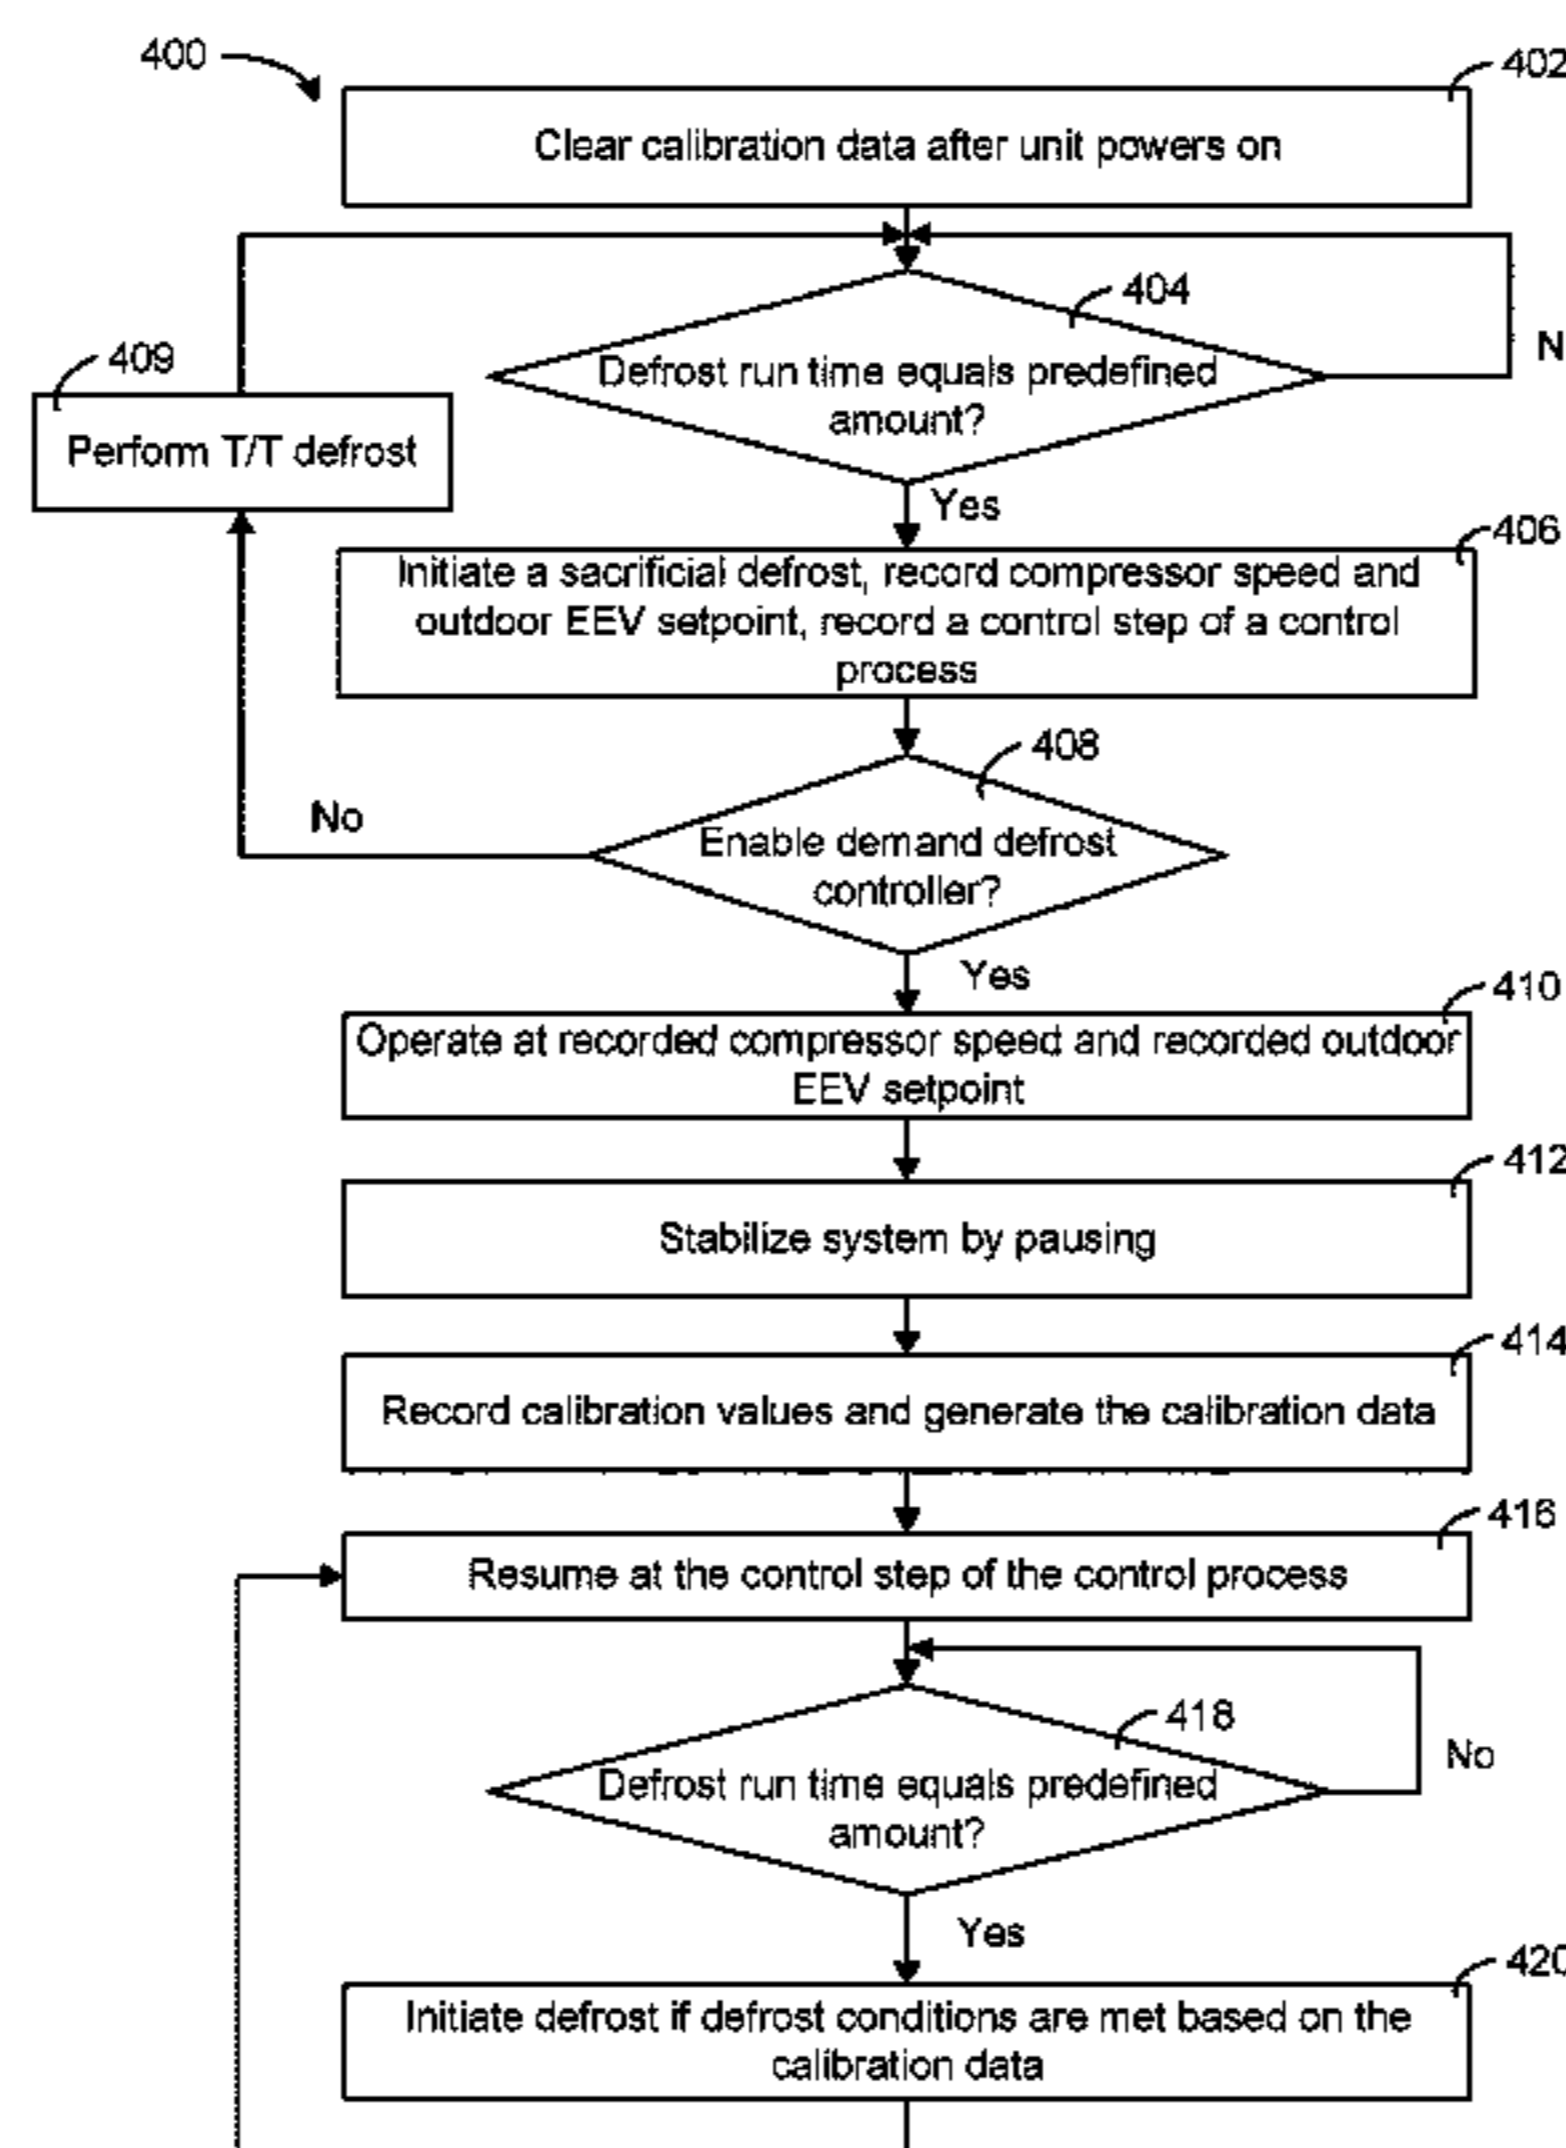 400
402
Clear calibration data after unit powers on
404
N
409
Defrost run time equals predefined
amount?
Perform T/T defrost
Yes
406
Initiate a sacrificial defrost, record compressor speed and
outdoor EEV setpoint, record a control step of a control
process
408
No
Enable demand defrost
controller?
Yes
410
Operate at recorded compressor speed and recorded outdoor
EEV setpoint
412
Stabilize system by pausing
414
Record calibration values and generate the calibration data
416
Resume at the control step of the control process
418
No
Defrost run time equals predefined
amount?
Yes
420
Initiate defrost if defrost conditions are met based on the
calibration data